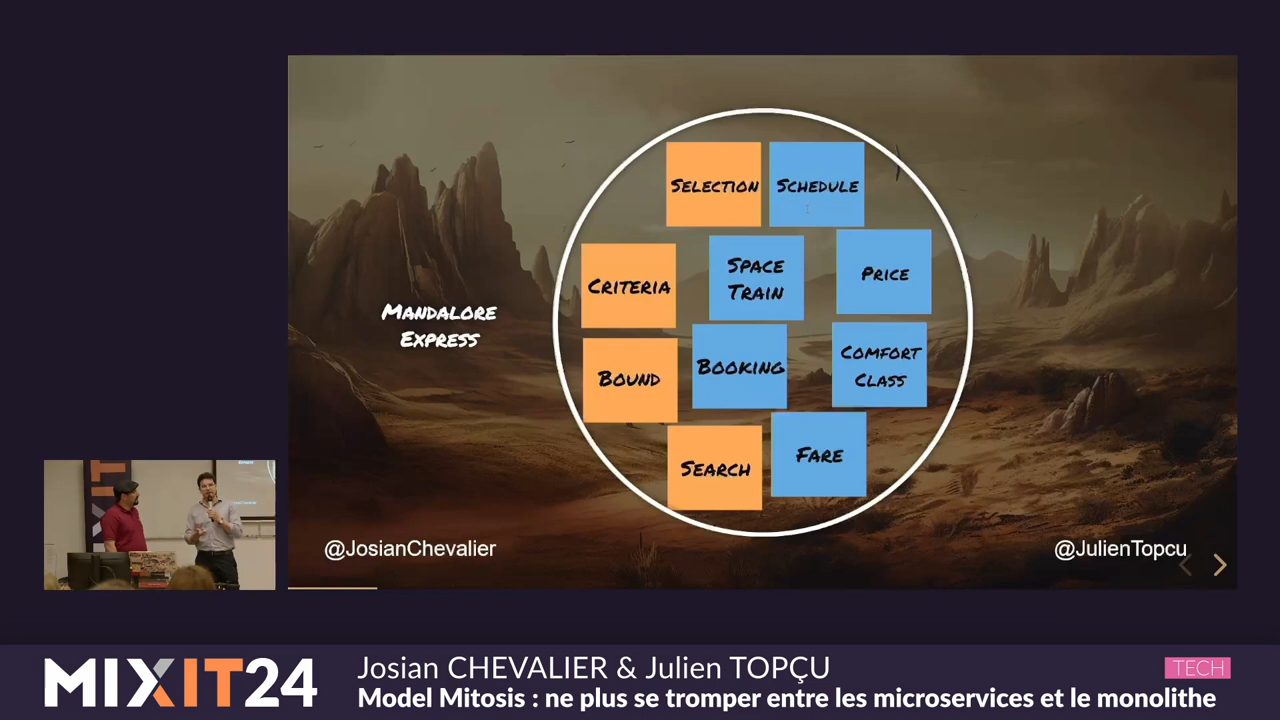 SELECTION
SCHEDULE
CRITERIA
SPACE
TRAIN
PRICE
MANDALORE
EXPRESS
BOUND
BOOKING
COMFORT
CLASS
SEARCH
FARE
@JosianChevalier
@JulienTopcu
MIXIT24
Josian CHEVALIER & Julien TOPÇU
TECH
Model Mitosis : ne plus se tromper entre les microservices et le monolithe